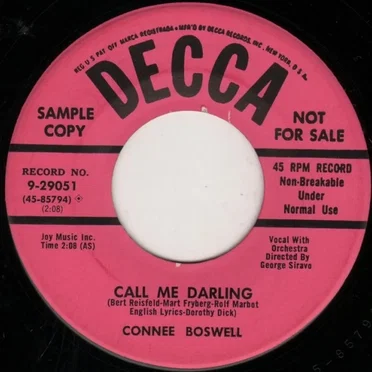 REG. U S PAT. OFF. MARCA REGISTRADA • MF'D BY DECCA RECORDS, INC., NEW YORK, U S A
DECCA
SAMPLE
COPY
NOT
FOR SALE
RECORD NO.
9-29051
(45-85794)
(2:08)
45 RPM RECORD
Non-Breakable
Under
Normal Use
Joy Music Inc.
Time 2:08 (AS)
Vocal With
Orchestra
Directed By
George Siravo
CALL ME DARLING
(Bert Reisfeld-Mart Fryberg-Rolf Marbot
English Lyrics-Dorothy Dick)
CONNEE BOSWELL